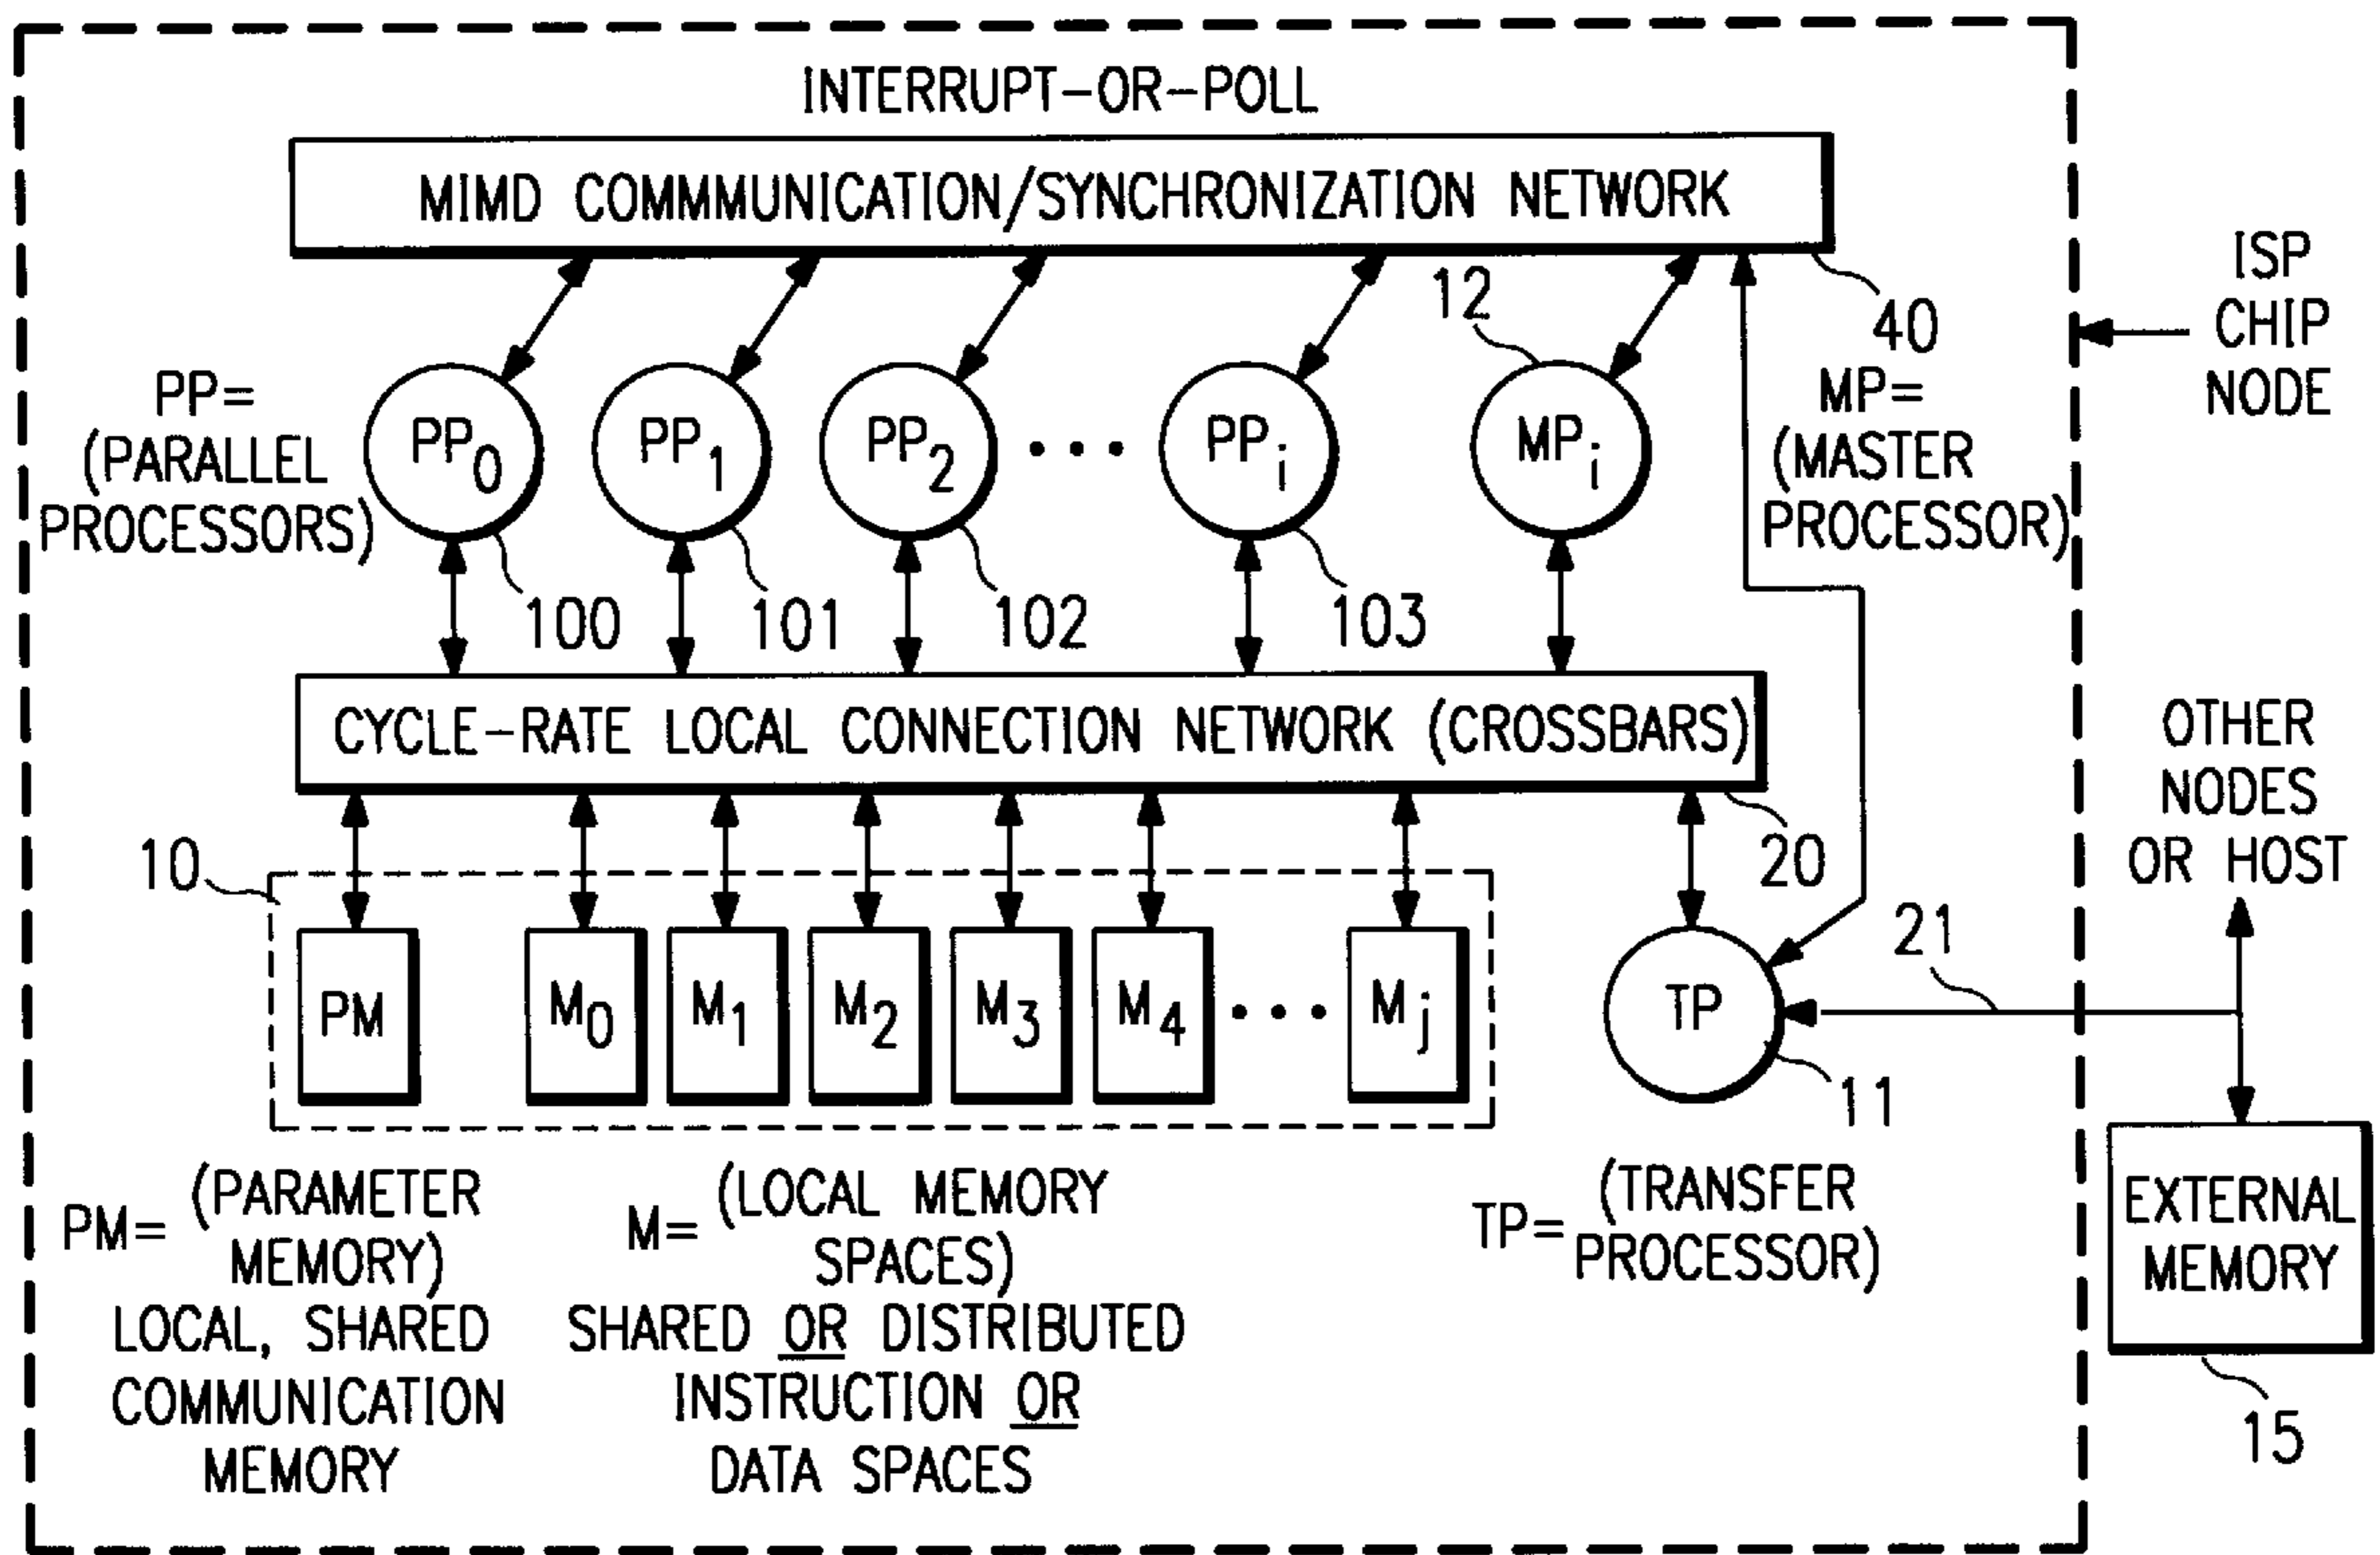 INTERRUPT-OR-POLL
MIMD COMMMUNICATION/SYNCHRONIZATION NETWORK
40
ISP
CHIP
NODE
12
PP=
(PARALLEL
PROCESSORS)
PP0
PP1
PP2
PPi
MPi
MP=
(MASTER
PROCESSOR)
100
101
102
103
CYCLE-RATE LOCAL CONNECTION NETWORK (CROSSBARS)
20
OTHER
NODES
OR HOST
10
21
PM
M0
M1
M2
M3
M4
Mj
TP
11
PM= (PARAMETER
MEMORY)
LOCAL, SHARED
COMMUNICATION
MEMORY
M= (LOCAL MEMORY
SPACES)
SHARED OR DISTRIBUTED
INSTRUCTION OR
DATA SPACES
TP= (TRANSFER
PROCESSOR)
EXTERNAL
MEMORY
15